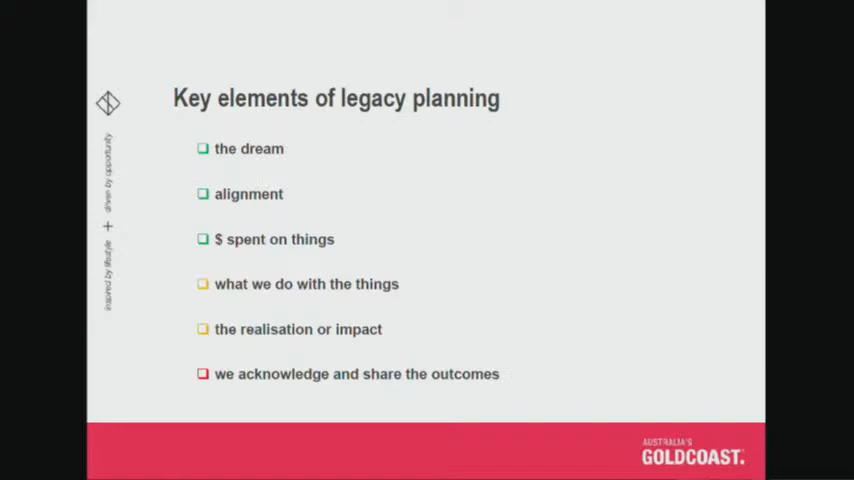 Key elements of legacy planning
the dream
alignment
$ spent on things
what we do with the things
the realisation or impact
we acknowledge and share the outcomes
inspired by lifestyle + driven by opportunity
AUSTRALIA'S
GOLDCOAST.